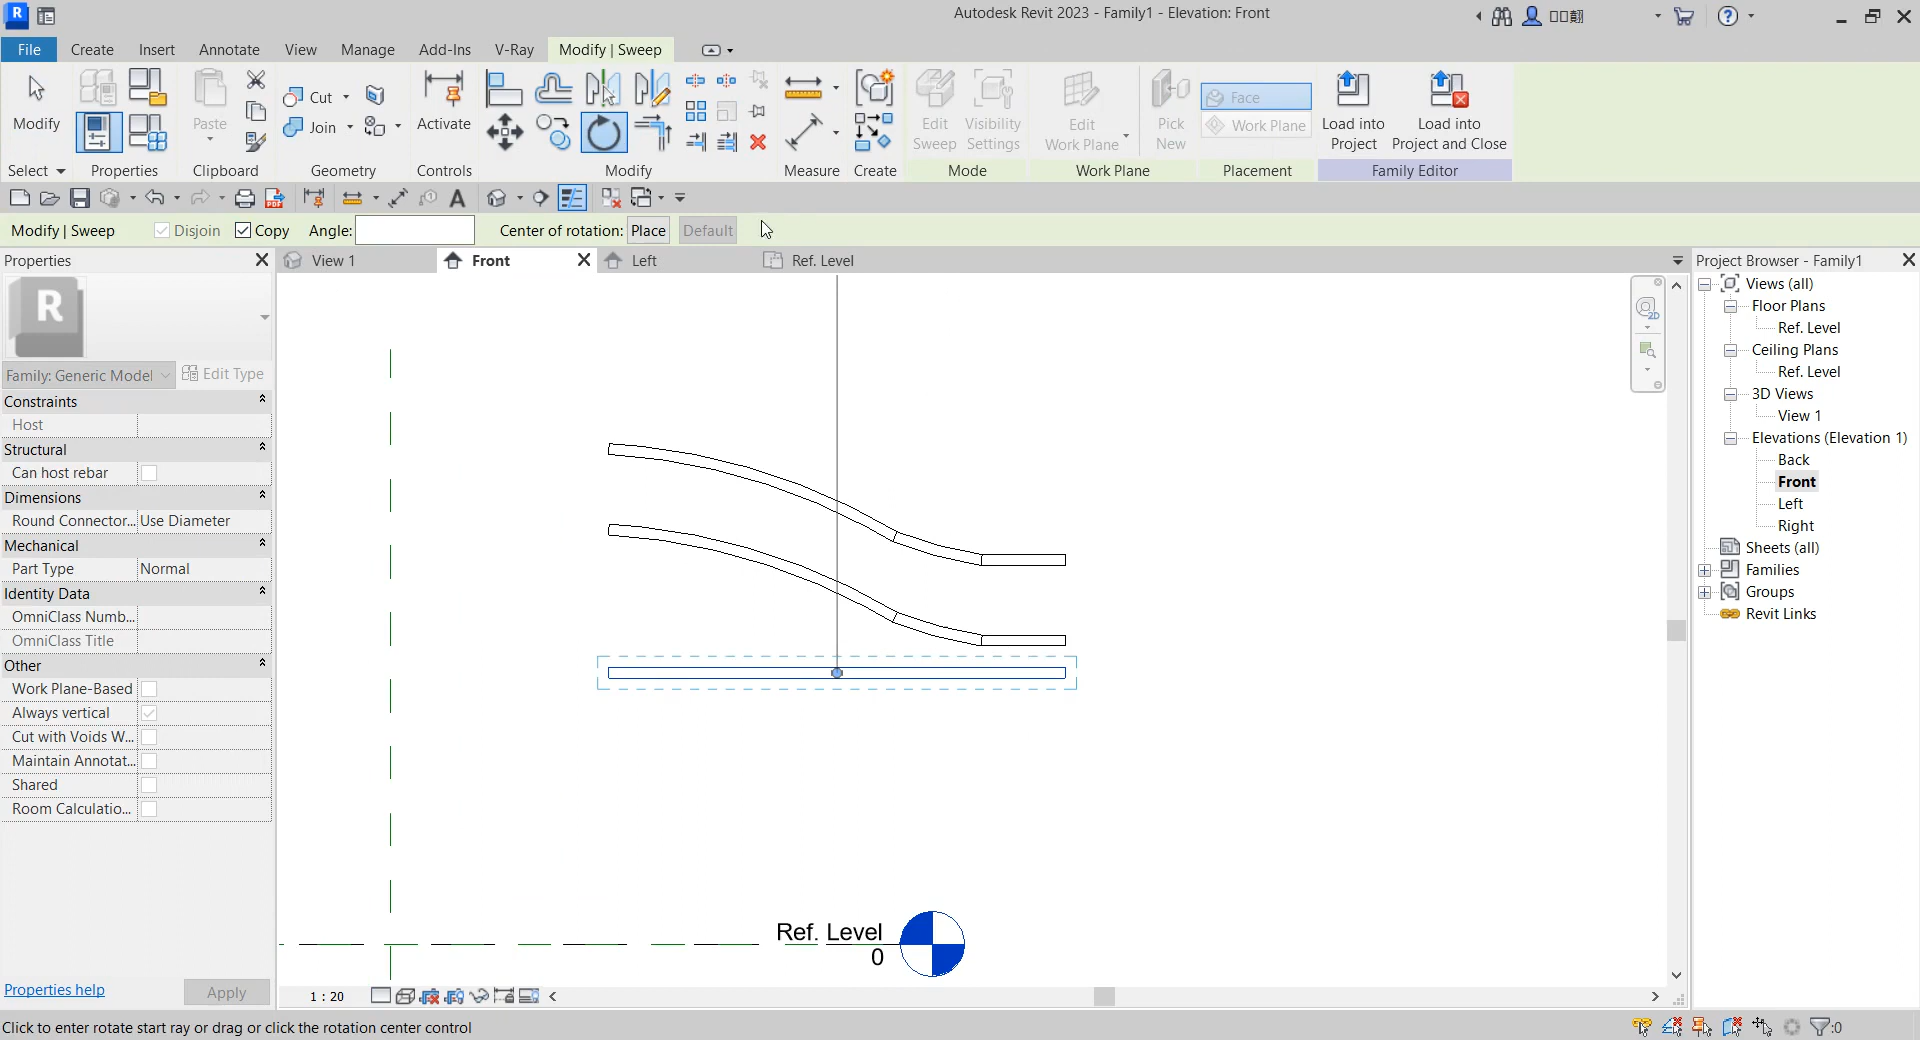 R
Autodesk Revit 2023 - Family1 - Elevation: Front
File Create Insert Annotate View Manage Add-Ins V-Ray Modify | Sweep
Modify
Paste
Cut
Join
Activate
Edit Sweep
Visibility Settings
Edit Work Plane
Pick New
Face
Work Plane
Load into Project
Load into Project and Close
Select Properties Clipboard Geometry Controls Modify Measure Create Mode Work Plane Placement Family Editor
PDF A
Modify | Sweep Disjoin Copy Angle: Center of rotation: Place Default
Properties
View 1 Front Left Ref. Level
Project Browser - Family1
R
Family: Generic Model Edit Type
Constraints
Host
Structural
Can host rebar
Dimensions
Round Connector... Use Diameter
Mechanical
Part Type Normal
Identity Data
OmniClass Numb...
OmniClass Title
Other
Work Plane-Based
Always vertical
Cut with Voids W...
Maintain Annotat...
Shared
Room Calculatio...
Properties help Apply
2D
Ref. Level
0
Views (all)
Floor Plans
Ref. Level
Ceiling Plans
Ref. Level
3D Views
View 1
Elevations (Elevation 1)
Back
Front
Left
Right
Sheets (all)
Families
Groups
Revit Links
1 : 20
Click to enter rotate start ray or drag or click the rotation center control
:0